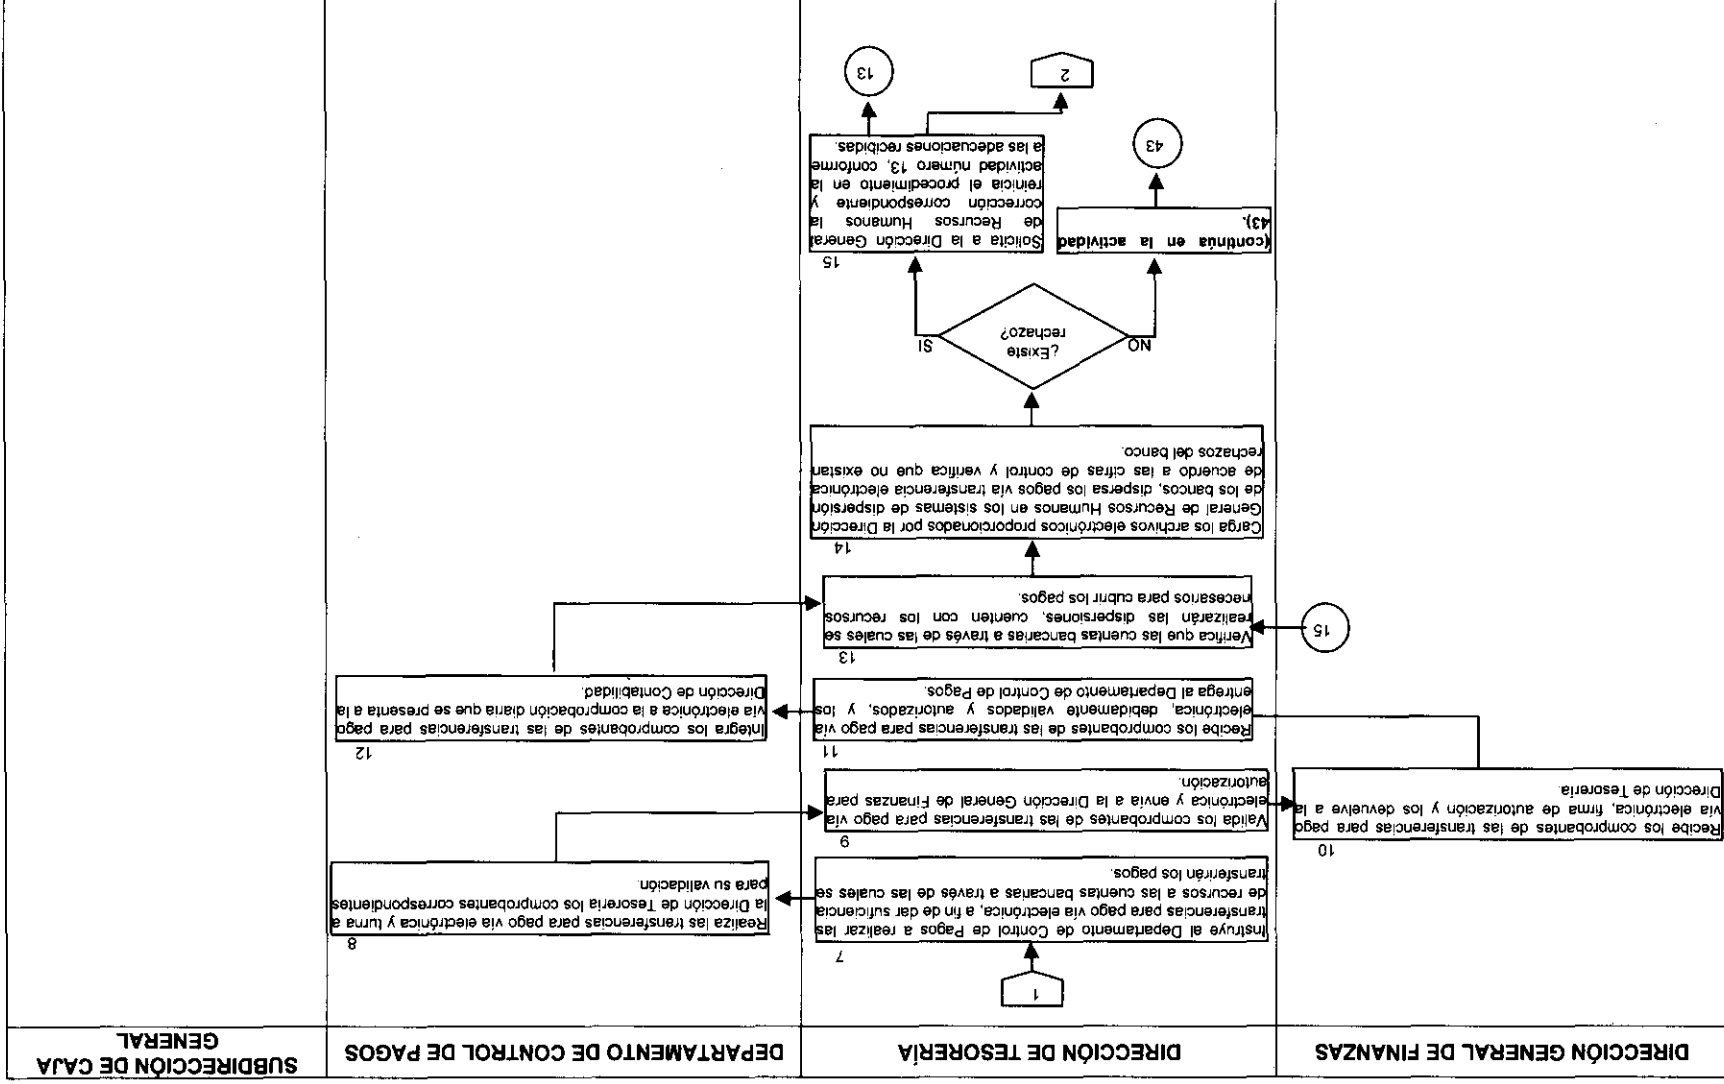 DIRECCIÓN GENERAL DE FINANZAS
DIRECCIÓN DE TESORERÍA
DEPARTAMENTO DE CONTROL DE PAGOS
SUBDIRECCIÓN DE CAJA
GENERAL
1
7
Instruye al Departamento de Control de Pagos a realizar las
transferencias para pago vía electrónica, a fin de dar suficiencia
de recursos a las cuentas bancarias a través de las cuales se
transferirán los pagos.
8
Realiza las transferencias para pago vía electrónica y turna a
la Dirección de Tesorería los comprobantes correspondientes
para su validación.
9
Valida los comprobantes de las transferencias para pago vía
electrónica y envía a la Dirección General de Finanzas para
autorización.
10
Recibe los comprobantes de las transferencias para pago
vía electrónica, firma de autorización y los devuelve a la
Dirección de Tesorería.
11
Recibe los comprobantes de las transferencias para pago vía
electrónica, debidamente validados y autorizados, y los
entrega al Departamento de Control de Pagos.
12
Integra los comprobantes de las transferencias para pago
vía electrónica a la comprobación diaria que se presenta a la
Dirección de Contabilidad.
15
13
Verifica que las cuentas bancarias a través de las cuales se
realizarán las dispersiones, cuenten con los recursos
necesarios para cubrir los pagos.
14
Carga los archivos electrónicos proporcionados por la Dirección
General de Recursos Humanos en los sistemas de dispersión
de los bancos, dispersa los pagos vía transferencia electrónica
de acuerdo a las cifras de control y verifica que no existan
rechazos del banco.
¿Existe
rechazo?
NO
SI
(continúa en la actividad
43).
43
15
Solicita a la Dirección General
de Recursos Humanos la
corrección correspondiente y
reinicia el procedimiento en la
actividad número 13, conforme
a las adecuaciones recibidas.
2
13